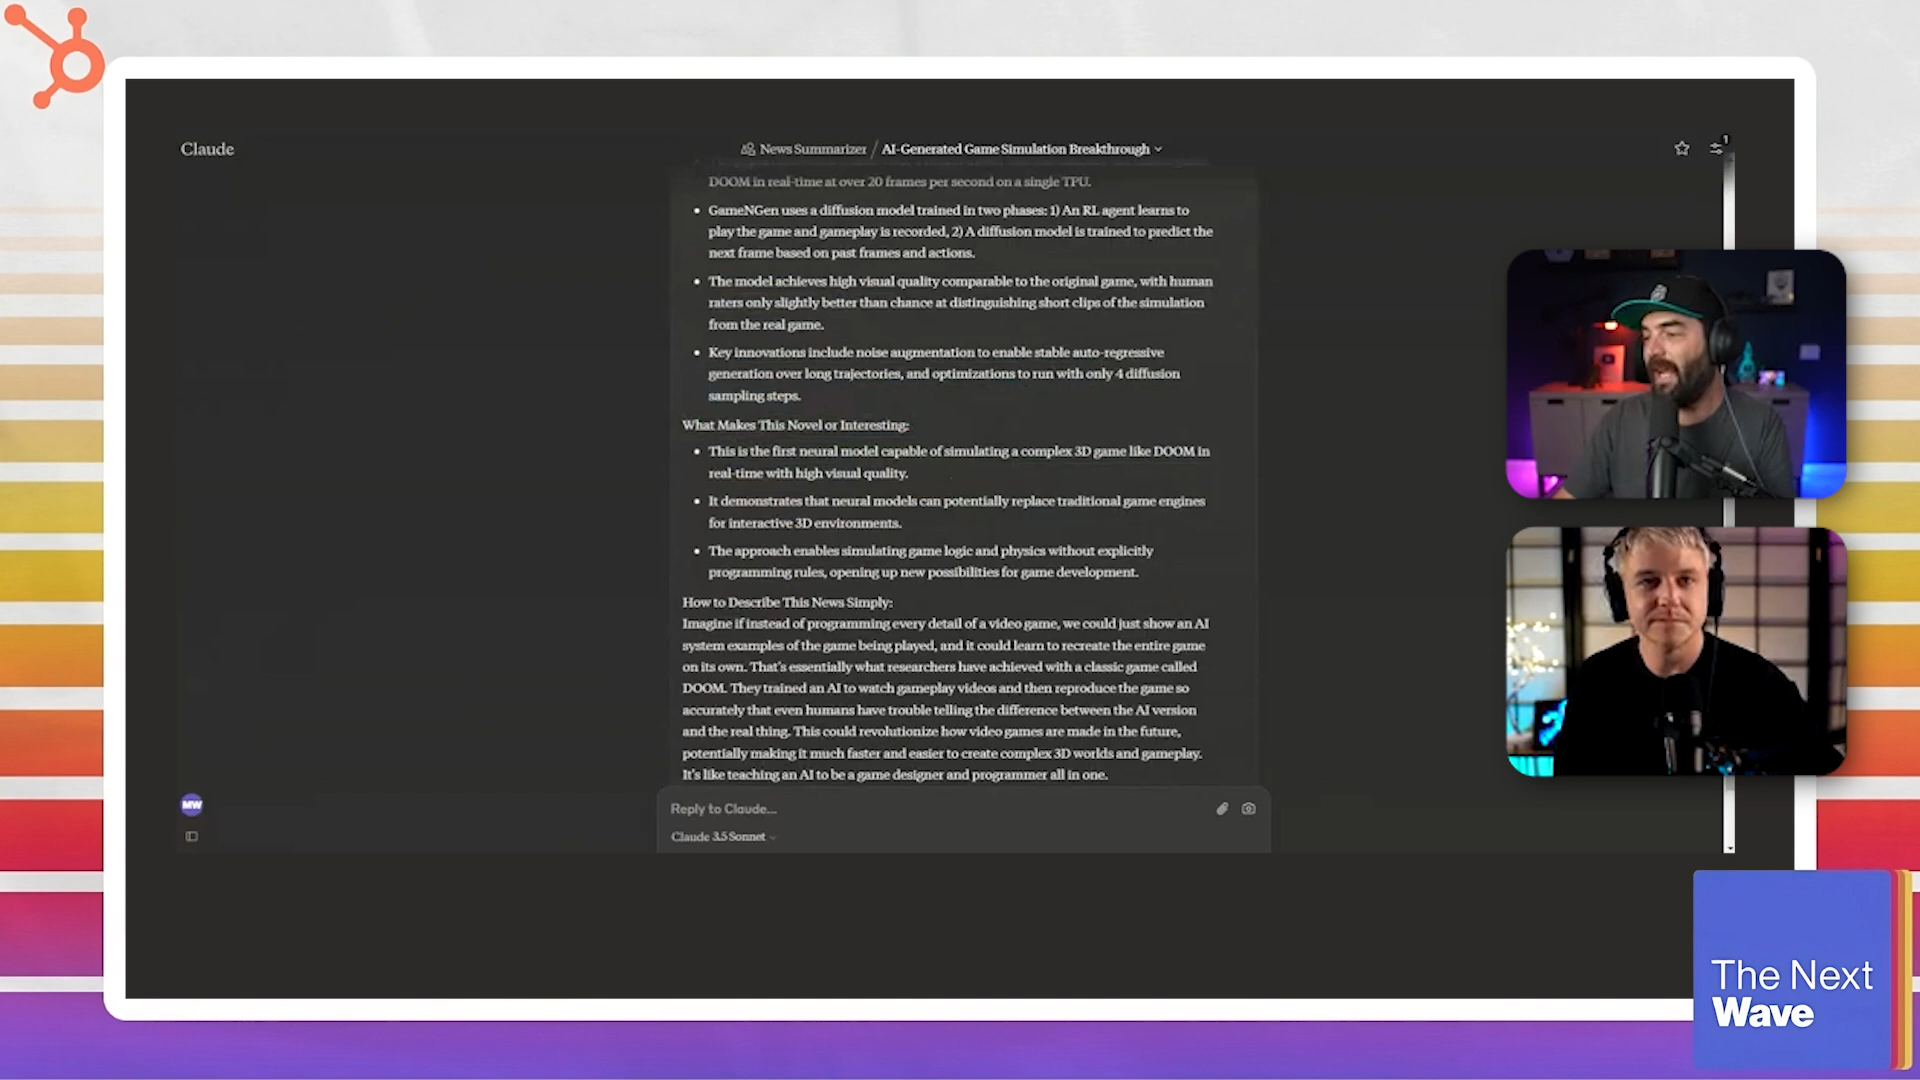 Claude
News Summarizer / AI-Generated Game Simulation Breakthrough
1
DOOM in real-time at over 20 frames per second on a single TPU.
• GameNGen uses a diffusion model trained in two phases: 1) An RL agent learns to
play the game and gameplay is recorded, 2) A diffusion model is trained to predict the
next frame based on past frames and actions.
• The model achieves high visual quality comparable to the original game, with human
raters only slightly better than chance at distinguishing short clips of the simulation
from the real game.
• Key innovations include noise augmentation to enable stable auto-regressive
generation over long trajectories, and optimizations to run with only 4 diffusion
sampling steps.
What Makes This Novel or Interesting:
• This is the first neural model capable of simulating a complex 3D game like DOOM in
real-time with high visual quality.
• It demonstrates that neural models can potentially replace traditional game engines
for interactive 3D environments.
• The approach enables simulating game logic and physics without explicitly
programming rules, opening up new possibilities for game development.
How to Describe This News Simply:
Imagine if instead of programming every detail of a video game, we could just show an AI
system examples of the game being played, and it could learn to recreate the entire game
on its own. That's essentially what researchers have achieved with a classic game called
DOOM. They trained an AI to watch gameplay videos and then reproduce the game so
accurately that even humans have trouble telling the difference between the AI version
and the real thing. This could revolutionize how video games are made in the future,
potentially making it much faster and easier to create complex 3D worlds and gameplay.
It's like teaching an AI to be a game designer and programmer all in one.
MW
Reply to Claude...
Claude 3.5 Sonnet
The Next
Wave